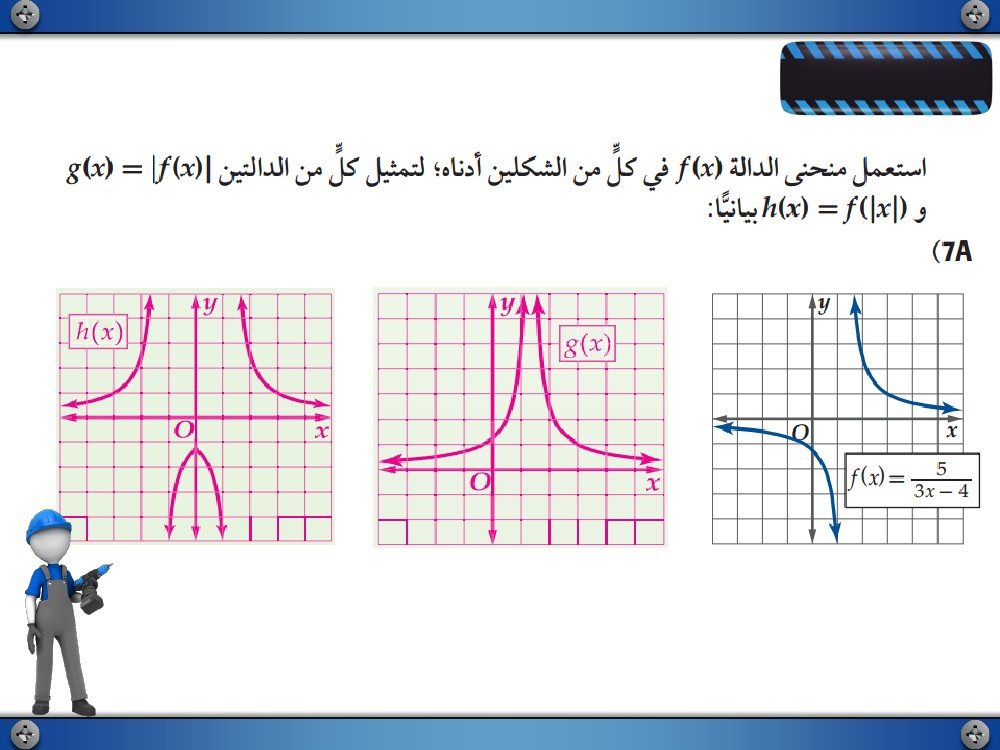 استعمل منحنى الدالة f(x) في كلٍّ من الشكلين أدناه؛ لتمثيل كلٍّ من الدالتين g(x) = |f(x)|
و h(x) = f(|x|) بيانيًّا:
7A)
y
x
O
f(x) = 5/(3x − 4)
y
g(x)
O
x
y
h(x)
O
x